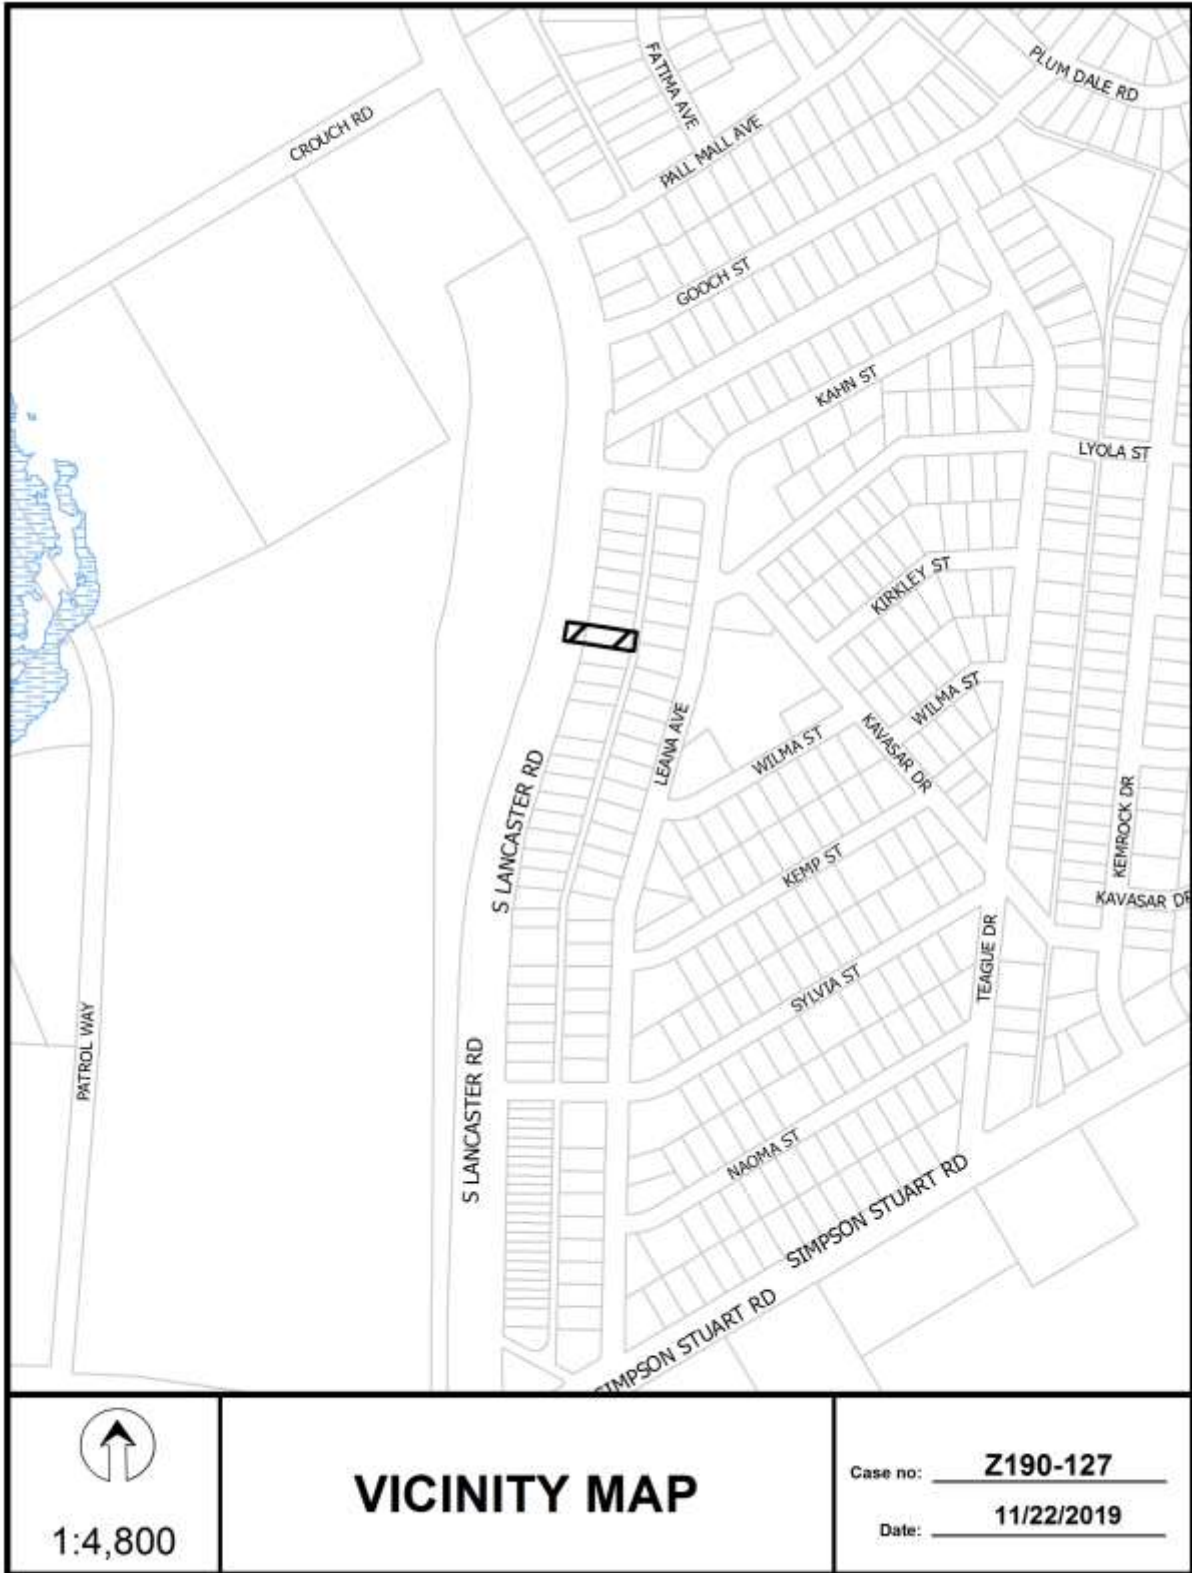 PLUM DALE RD
FATIMA AVE
CROUCH RD
PALL MALL AVE
GOOCH ST
KAHN ST
LYOLA ST
KIRKLEY ST
WILMA ST
LEANA AVE
WILMA ST
KAVASAR DR
S LANCASTER RD
KEMROCK DR
KEMP ST
KAVASAR DR
TEAGUE DR
SYLVIA ST
PATROL WAY
S LANCASTER RD
NAOMA ST
SIMPSON STUART RD
SIMPSON STUART RD
1:4,800
VICINITY MAP
Case no: Z190-127
Date: 11/22/2019